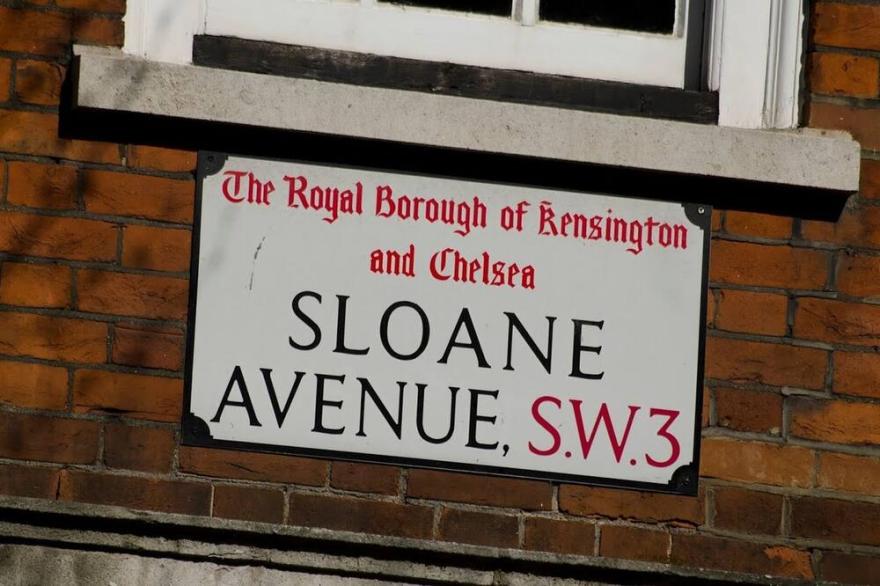 The Royal Borough of Kensington
and Chelsea
SLOANE
AVENUE, S.W.3